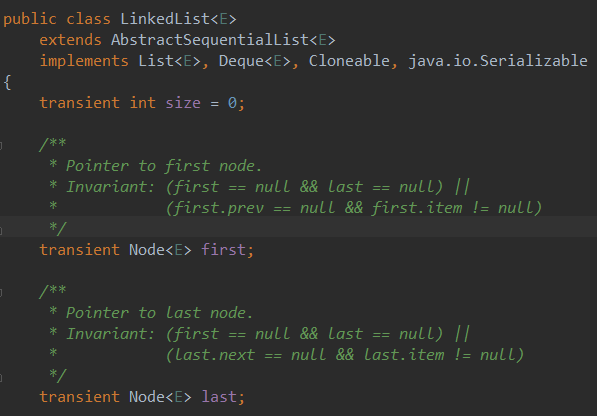 public class LinkedList<E>
    extends AbstractSequentialList<E>
    implements List<E>, Deque<E>, Cloneable, java.io.Serializable
{
    transient int size = 0;

    /**
     * Pointer to first node.
     * Invariant: (first == null && last == null) ||
     *            (first.prev == null && first.item != null)
     */
    transient Node<E> first;

    /**
     * Pointer to last node.
     * Invariant: (first == null && last == null) ||
     *            (last.next == null && last.item != null)
     */
    transient Node<E> last;